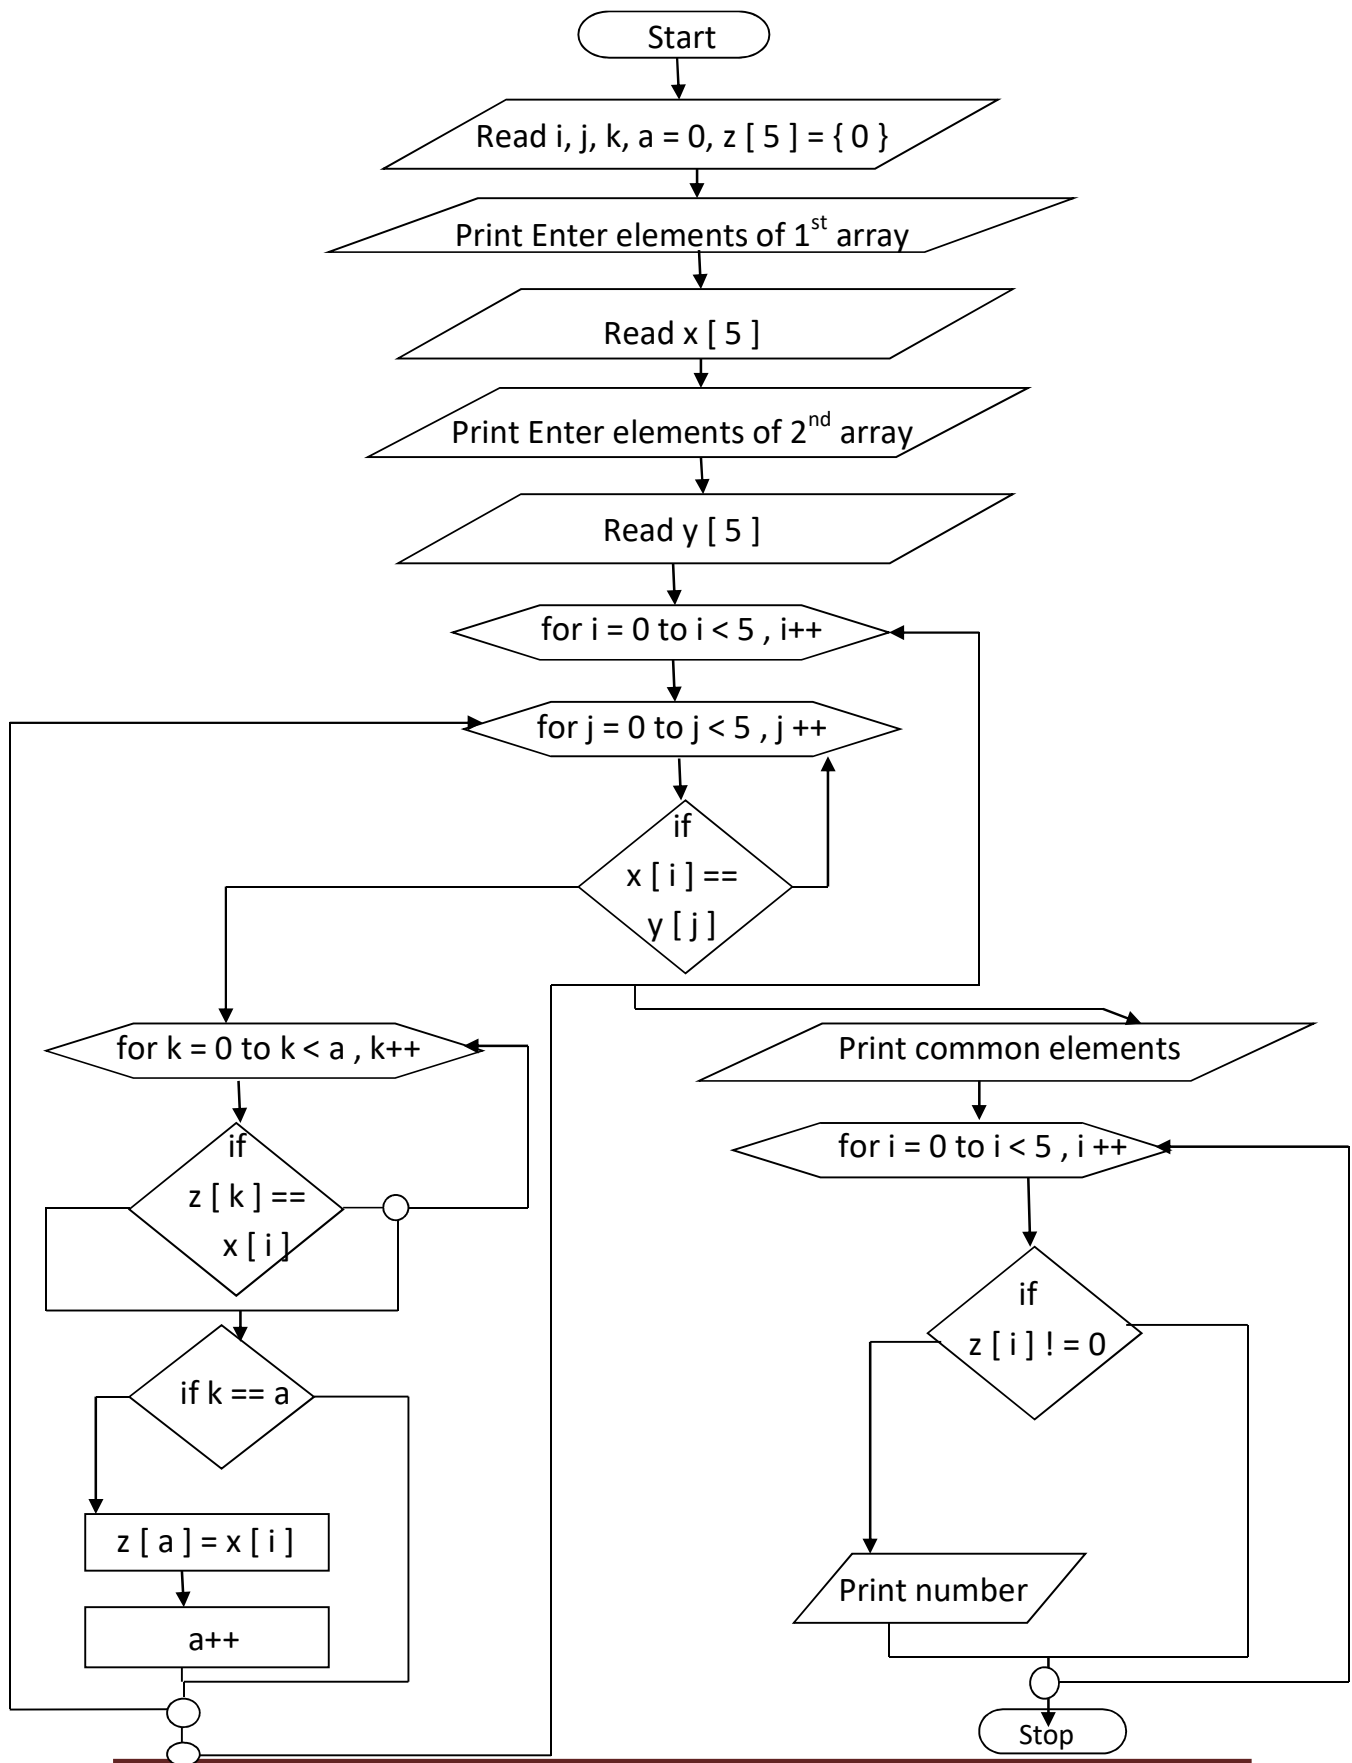 Start
Read i, j, k, a = 0, z [ 5 ] = { 0 }
Print Enter elements of 1st array
Read x [ 5 ]
Print Enter elements of 2nd array
Read y [ 5 ]
for i = 0 to i < 5 , i++
for j = 0 to j < 5 , j ++
if
x [ i ] ==
y [ j ]
for k = 0 to k < a , k++
if
z [ k ] ==
x [ i ]
if k == a
z [ a ] = x [ i ]
a++
Print common elements
for i = 0 to i < 5 , i ++
if
z [ i ] ! = 0
Print number
Stop